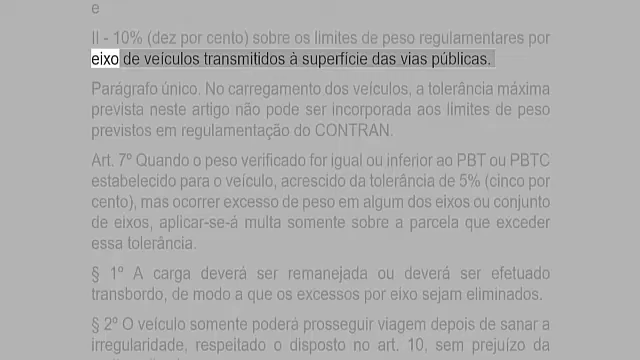 e
II - 10% (dez por cento) sobre os limites de peso regulamentares por
eixo de veículos transmitidos à superfície das vias públicas.
Parágrafo único. No carregamento dos veículos, a tolerância máxima
prevista neste artigo não pode ser incorporada aos limites de peso
previstos em regulamentação do CONTRAN.
Art. 7º Quando o peso verificado for igual ou inferior ao PBT ou PBTC
estabelecido para o veículo, acrescido da tolerância de 5% (cinco por
cento), mas ocorrer excesso de peso em algum dos eixos ou conjunto
de eixos, aplicar-se-á multa somente sobre a parcela que exceder
essa tolerância.
§ 1º A carga deverá ser remanejada ou deverá ser efetuado
transbordo, de modo a que os excessos por eixo sejam eliminados.
§ 2º O veículo somente poderá prosseguir viagem depois de sanar a
irregularidade, respeitado o disposto no art. 10, sem prejuízo da